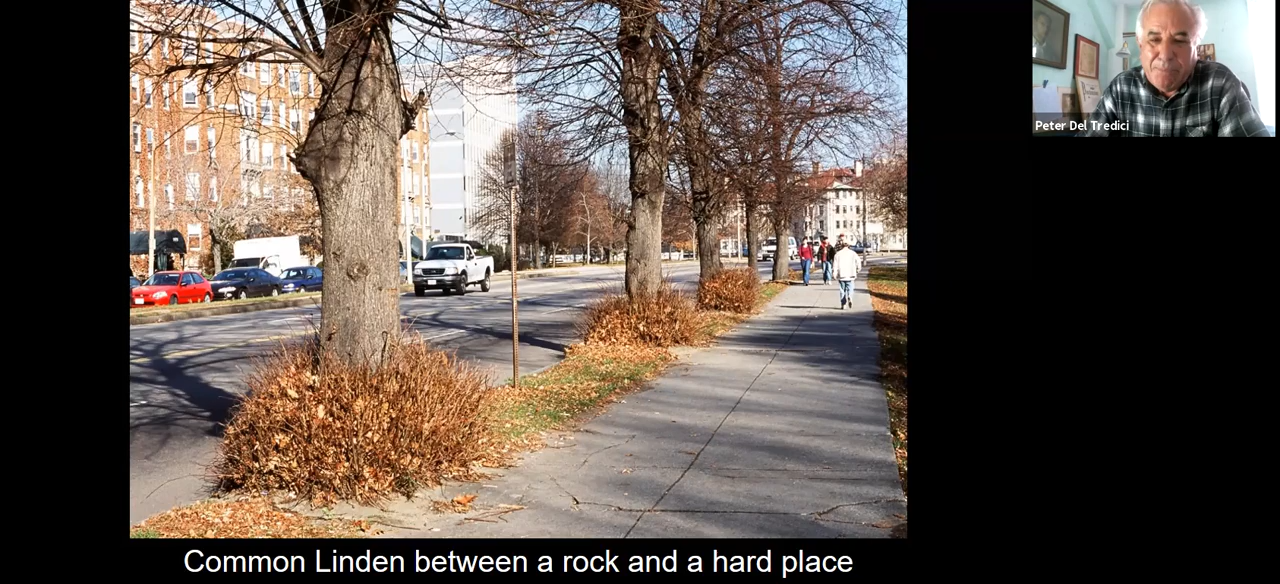 Peter Del Tredici
Common Linden between a rock and a hard place